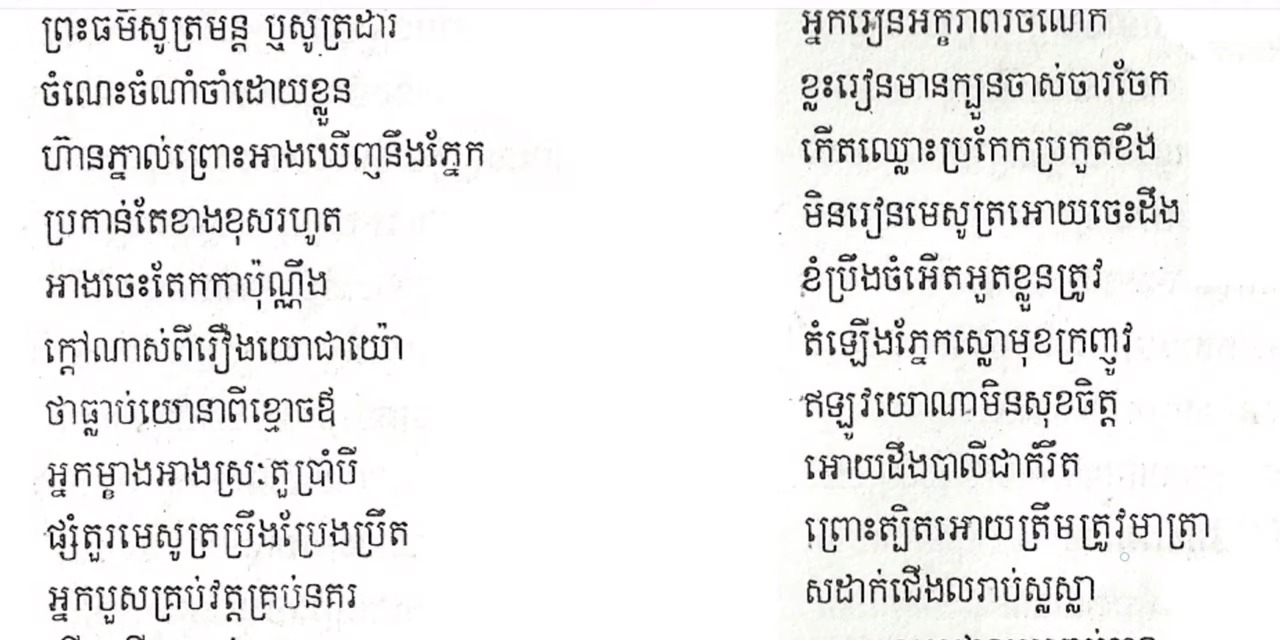 ព្រះធម៌សូត្រមន្ត ឬសូត្រដារ
អ្នករៀនអក្ខរាពរចំណេក
ចំណេះចំណាំចាំដោយខ្លួន
ខ្លះរៀនមានក្បួនចាស់ចារចែក
ហ៊ានភ្នាល់ព្រោះអាងឃើញនឹងភ្នែក
កើតឈ្លោះប្រកែកប្រកួតខឹង
ប្រកាន់តែខាងខុសរហូត
មិនរៀនមេសូត្រអោយចេះដឹង
អាងចេះតែកកាប៉ុណ្ណឹង
ខំប្រឹងចំអើតអួតខ្លួនត្រូវ
ក្ដៅណាស់ពីរឿងយោជាយ៉ោ
តំឡើងភ្នែកស្លោមុខក្រញូវ
ថាធ្លាប់យោនាពីខ្មោចឪ
ឥឡូវយោណាមិនសុខចិត្ត
អ្នកម្ខាងអាងស្រៈតួប្រាំបី
អោយដឹងបាលីជាក់រឹត
ផ្សំតួរមេសូត្រប្រឹងប្រែងប្រឹត
ព្រោះត្បិតអោយត្រឹមត្រូវមាត្រា
អ្នកបួសគ្រប់វត្តគ្រប់នគរ
សដាក់ជើងលរាប់ស្លស្លា